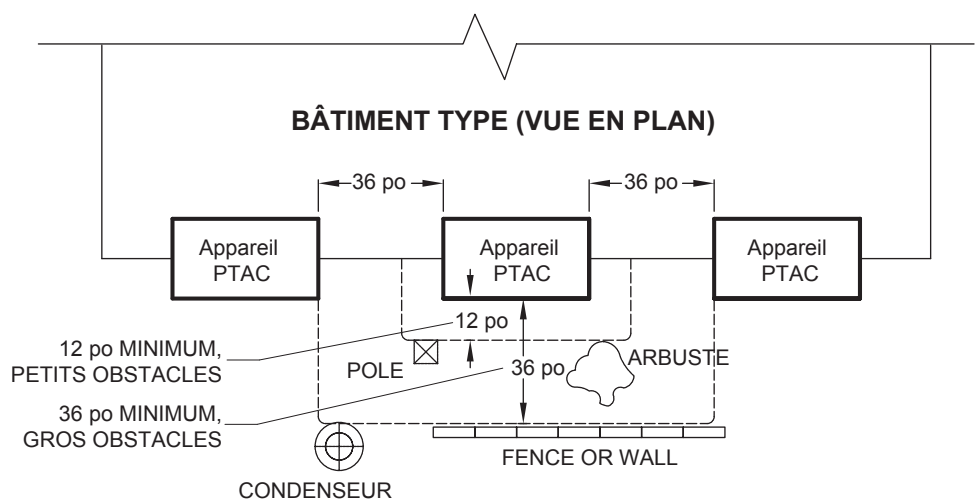 BÂTIMENT TYPE (VUE EN PLAN)
36 po
36 po
Appareil
PTAC
Appareil
PTAC
Appareil
PTAC
12 po
12 po MINIMUM,
PETITS OBSTACLES
POLE
36 po
ARBUSTE
36 po MINIMUM,
GROS OBSTACLES
FENCE OR WALL
CONDENSEUR